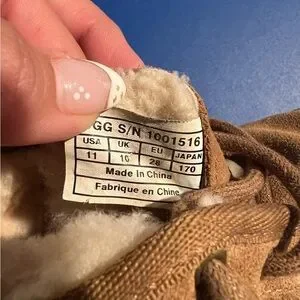 GG S/N 1001516
USA UK EU JAPAN
11 10 28 170
Made in China
Fabrique en Chine